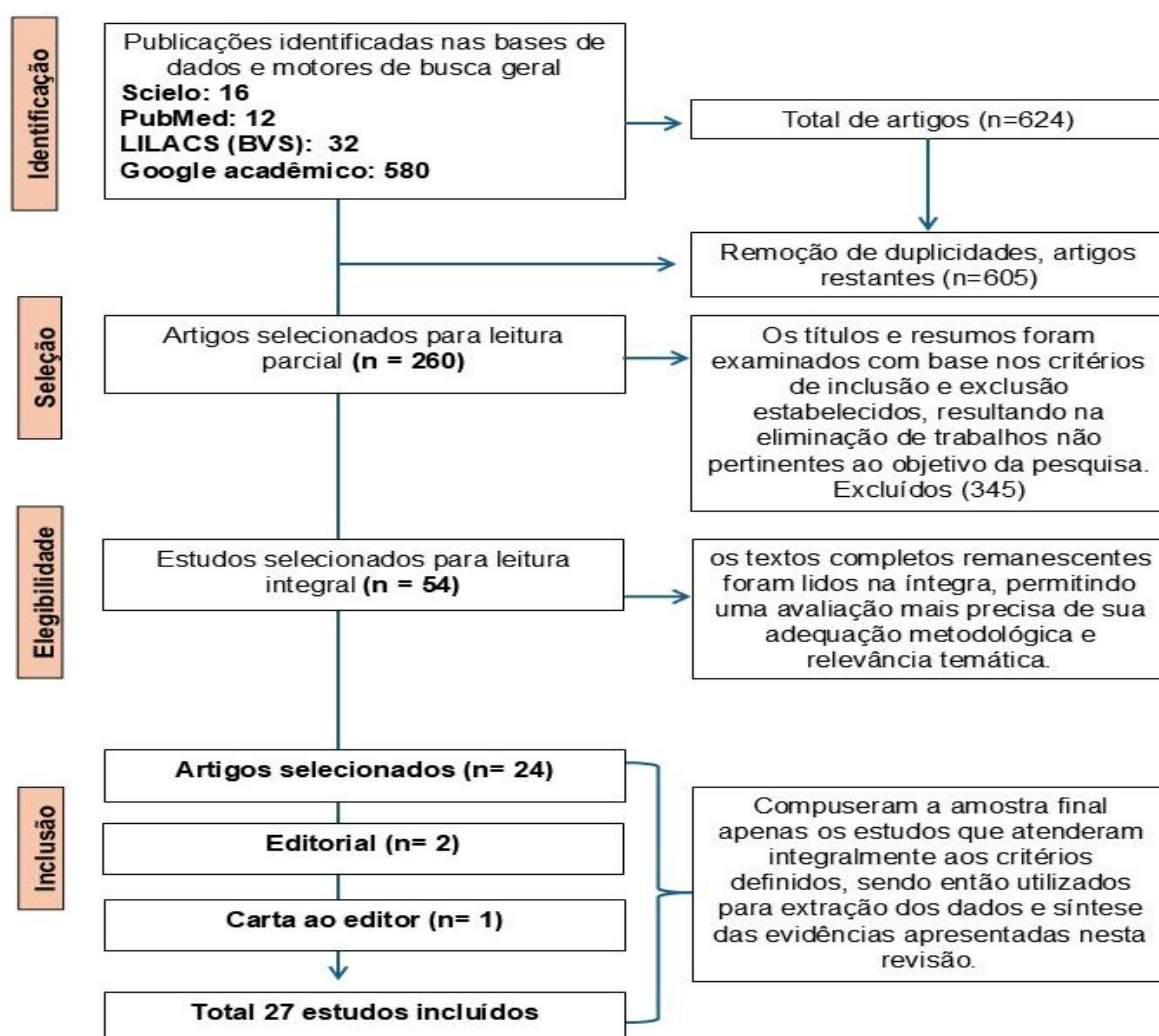 Identificação
Publicações identificadas nas bases de
dados e motores de busca geral
Scielo: 16
PubMed: 12
LILACS (BVS): 32
Google acadêmico: 580
Total de artigos (n=624)
Remoção de duplicidades, artigos
restantes (n=605)
Seleção
Artigos selecionados para leitura
parcial (n = 260)
Os títulos e resumos foram
examinados com base nos critérios
de inclusão e exclusão
estabelecidos, resultando na
eliminação de trabalhos não
pertinentes ao objetivo da pesquisa.
Excluídos (345)
Elegibilidade
Estudos selecionados para leitura
integral (n = 54)
os textos completos remanescentes
foram lidos na íntegra, permitindo
uma avaliação mais precisa de sua
adequação metodológica e
relevância temática.
Inclusão
Artigos selecionados (n= 24)
Editorial (n= 2)
Carta ao editor (n= 1)
Total 27 estudos incluídos
Compuseram a amostra final
apenas os estudos que atenderam
integralmente aos critérios
definidos, sendo então utilizados
para extração dos dados e síntese
das evidências apresentadas nesta
revisão.